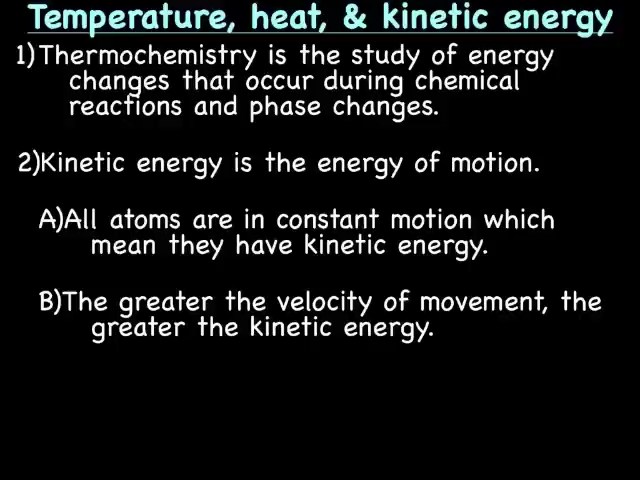 Temperature, heat, & kinetic energy
1) Thermochemistry is the study of energy
changes that occur during chemical
reactions and phase changes.
2)Kinetic energy is the energy of motion.
A)All atoms are in constant motion which
mean they have kinetic energy.
B)The greater the velocity of movement, the
greater the kinetic energy.